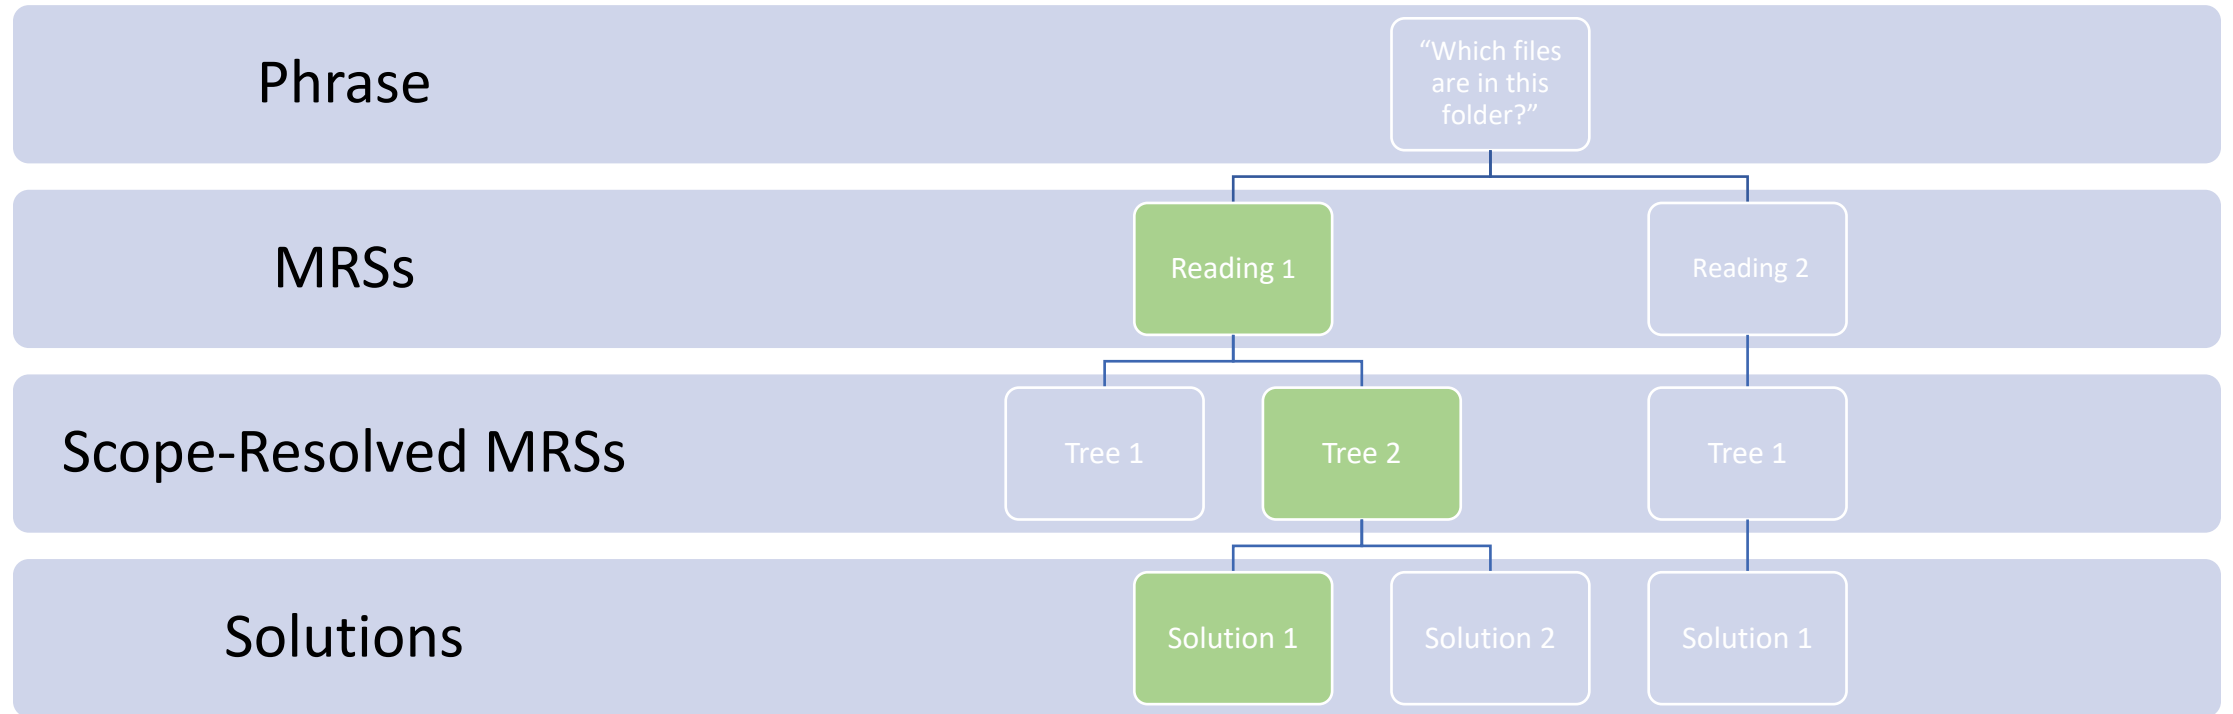 Phrase
“Which files
are in this
folder?”
MRSs
Reading 1
Reading 2
Scope-Resolved MRSs
Tree 1
Tree 2
Tree 1
Solutions
Solution 1
Solution 2
Solution 1